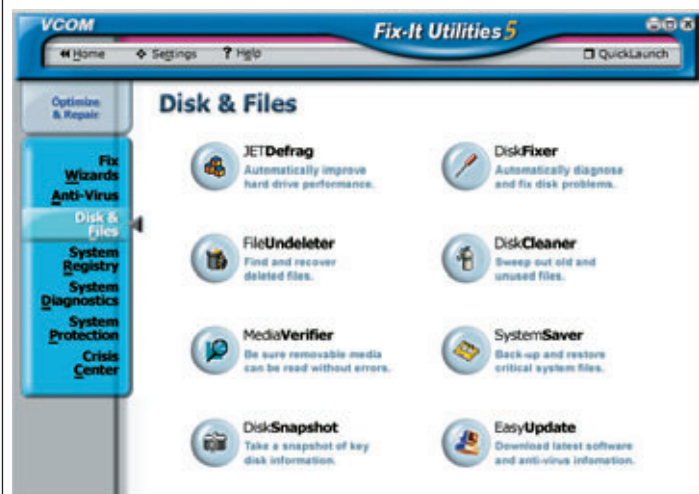 VCOM
Fix-It Utilities 5
Home Settings ? Help QuickLaunch
Optimize
& Repair
Fix
Wizards
Anti-Virus
Disk &
Files
System
Registry
System
Diagnostics
System
Protection
Crisis
Center
Disk & Files
JETDefrag
Automatically improve
hard drive performance.
DiskFixer
Automatically diagnose
and fix disk problems.
FileUndeleter
Find and recover
deleted files.
DiskCleaner
Sweep out old and
unused files.
MediaVerifier
Be sure removable media
can be read without errors.
SystemSaver
Back-up and restore
critical system files.
DiskSnapshot
Take a snapshot of key
disk information.
EasyUpdate
Download latest software
and anti-virus infomation.